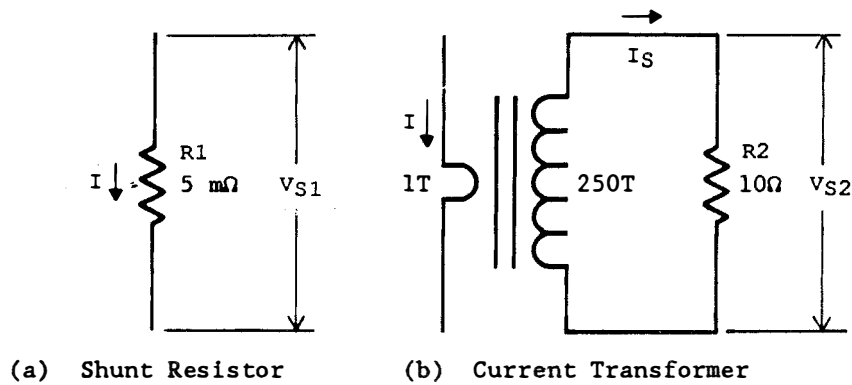 I
R1
5 mΩ
VS1
I
1T
250T
IS
R2
10Ω
VS2
(a) Shunt Resistor
(b) Current Transformer